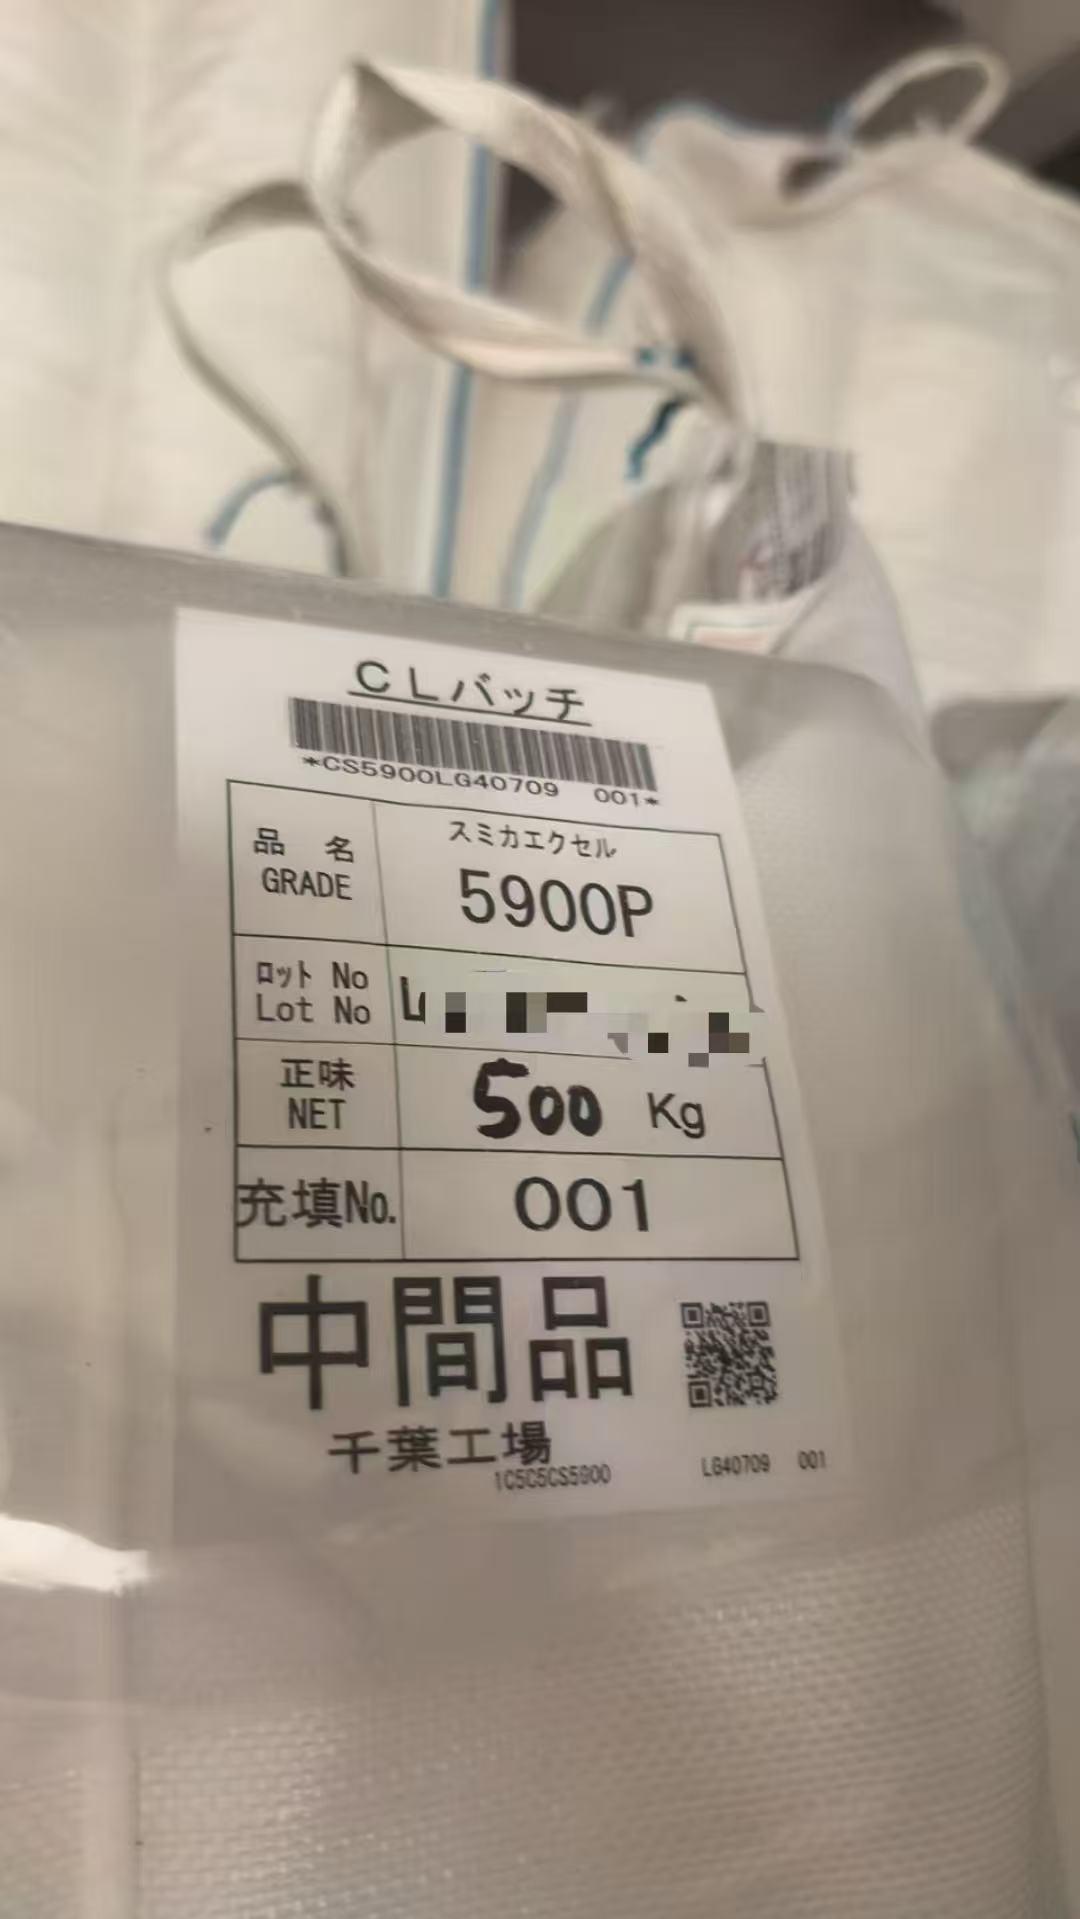 CLバッチ
*CS5900LG40709 001*
品 名
GRADE
スミカエクセル
5900P
ロット No
Lot No
正味
NET
500 Kg
充填No.
001
中間品
千葉工場
1C5C5CS5900
LG40709 001